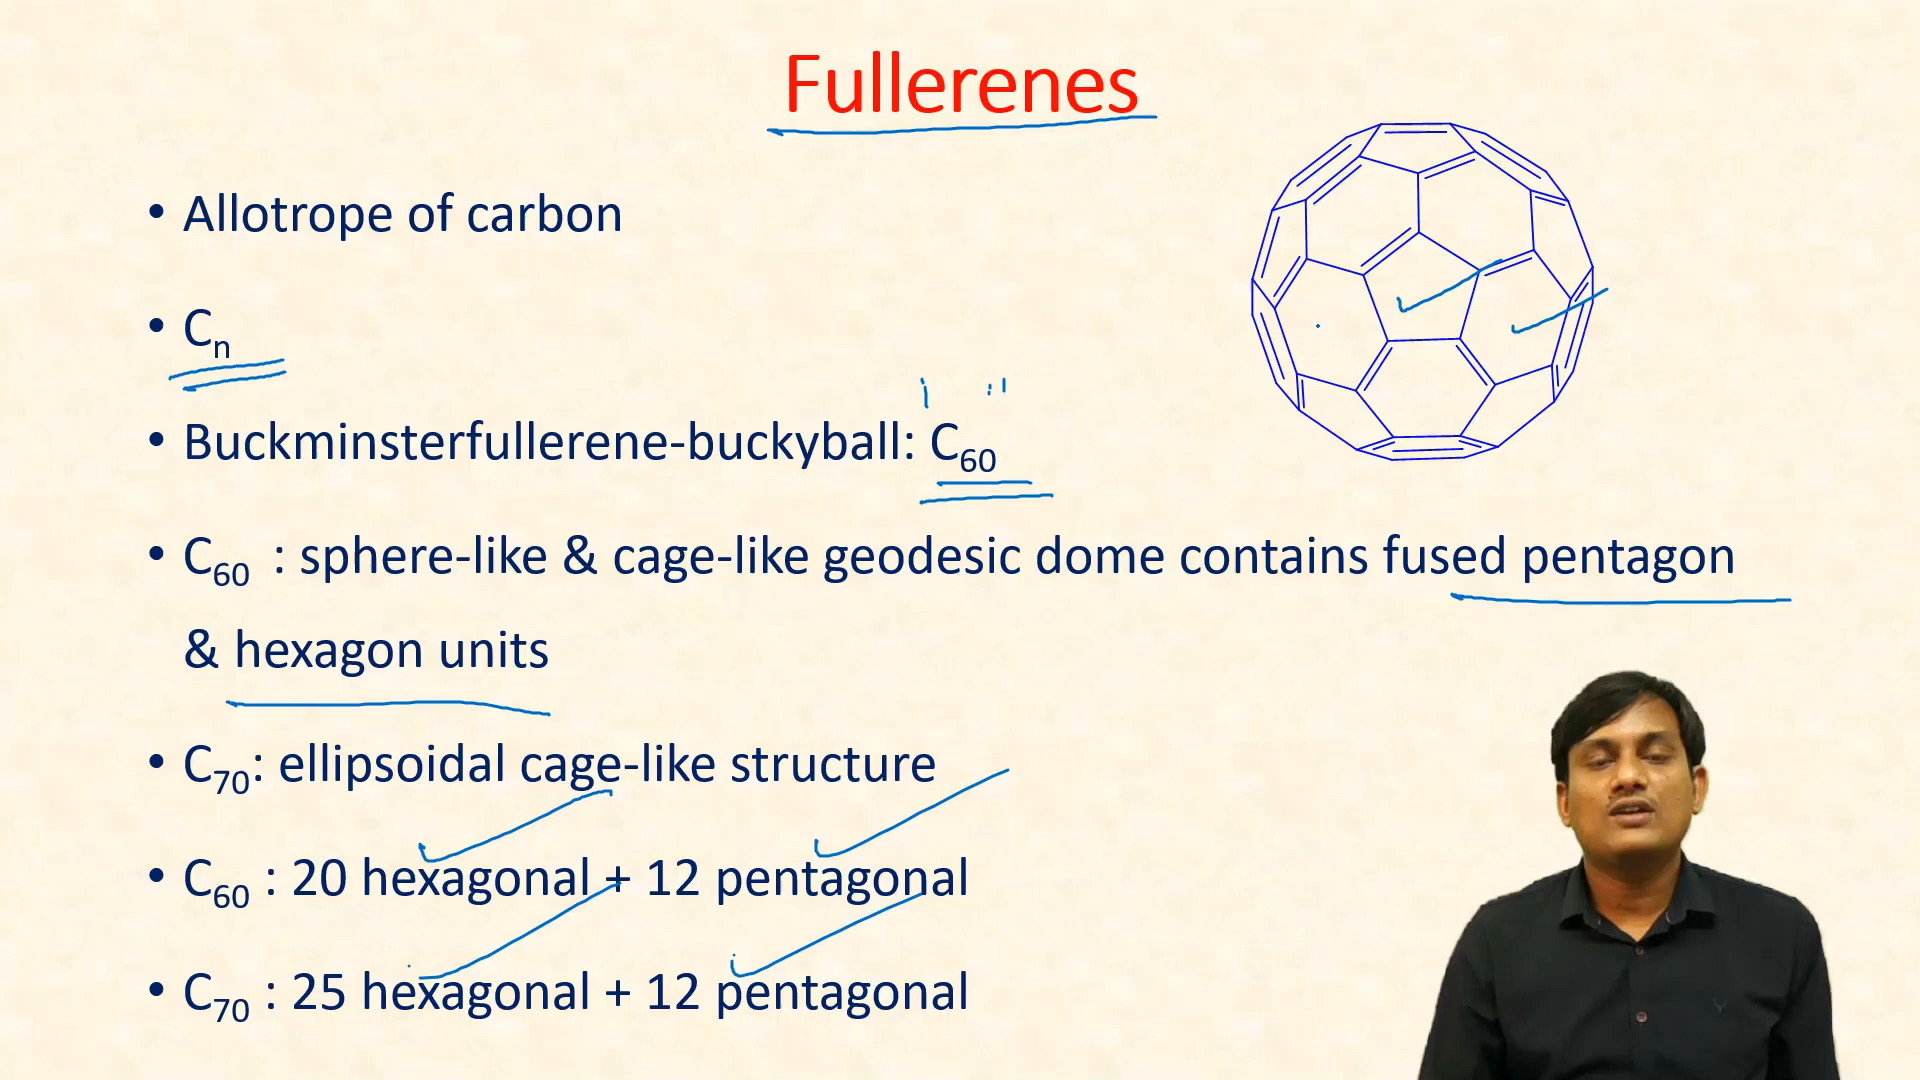 Fullerenes
• Allotrope of carbon
• Cn
• Buckminsterfullerene-buckyball: C60
• C60 : sphere-like & cage-like geodesic dome contains fused pentagon
& hexagon units
• C70: ellipsoidal cage-like structure
• C60 : 20 hexagonal + 12 pentagonal
• C70 : 25 hexagonal + 12 pentagonal